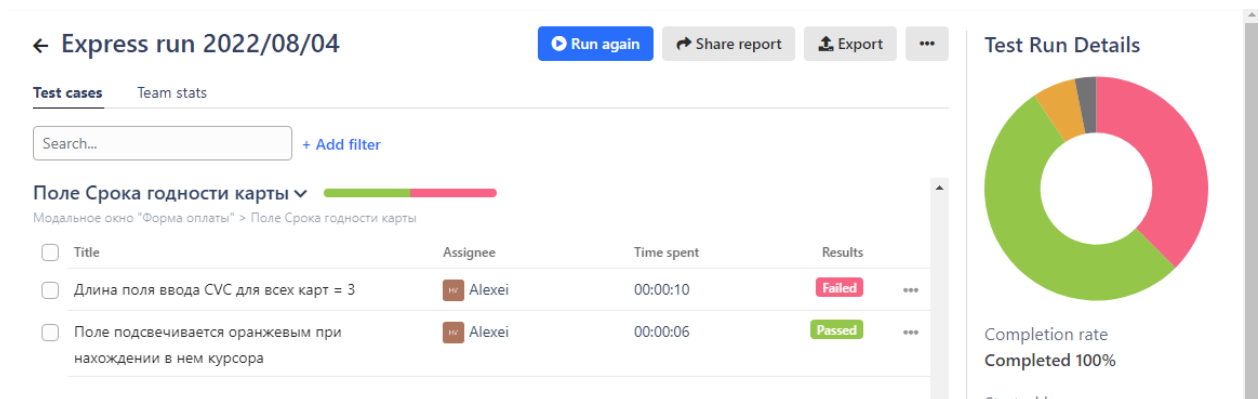 ← Express run 2022/08/04
Run again
Share report
Export
•••
Test cases
Team stats
Search...
+ Add filter
Поле Срока годности карты
Модальное окно "Форма оплаты" > Поле Срока годности карты
Title Assignee Time spent Results
Длина поля ввода CVC для всех карт = 3 HV Alexei 00:00:10 Failed •••
Поле подсвечивается оранжевым при HV Alexei 00:00:06 Passed •••
нахождении в нем курсора
Test Run Details
Completion rate
Completed 100%